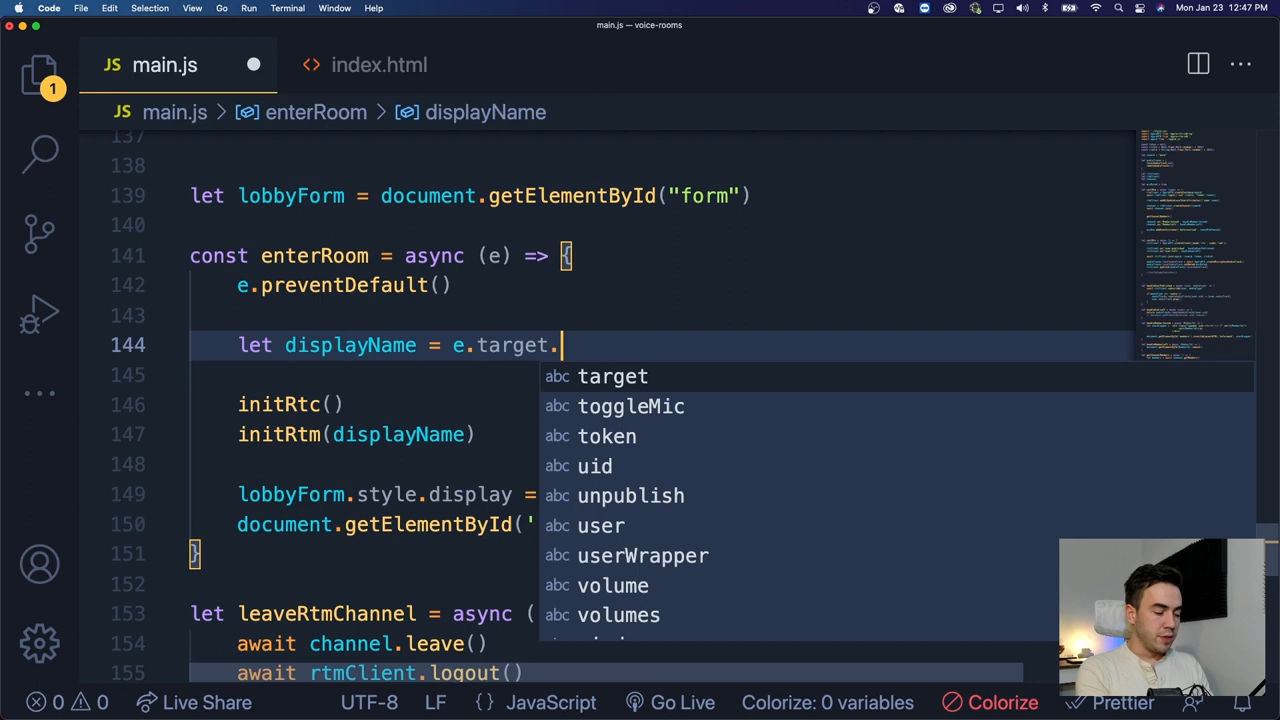 Code File Edit Selection View Go Run Terminal Window Help Mon Jan 23 12:47 PM
main.js — voice-rooms
JS main.js index.html
1
JS main.js > enterRoom > displayName
137
138
139 let lobbyForm = document.getElementById("form")
140
141 const enterRoom = async (e) => {
142 e.preventDefault()
143
144 let displayName = e.target.
145
146 initRtc()
147 initRtm(displayName)
148
149 lobbyForm.style.display =
150 document.getElementById('
151 }
152
153 let leaveRtmChannel = async (
154 await channel.leave()
155 await rtmClient.logout()
abc target
abc toggleMic
abc token
abc uid
abc unpublish
abc user
abc userWrapper
abc volume
abc volumes
0 0 Live Share UTF-8 LF {} JavaScript Go Live Colorize: 0 variables Colorize Prettier